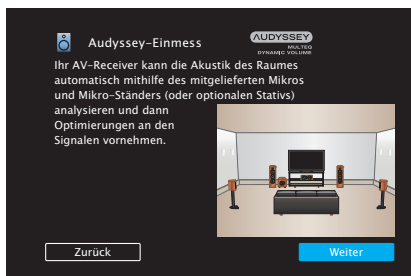 Audyssey-Einmess
AUDYSSEY
MULTEQ
DYNAMIC VOLUME
Ihr AV-Receiver kann die Akustik des Raumes
automatisch mithilfe des mitgelieferten Mikros
und Mikro-Ständers (oder optionalen Stativs)
analysieren und dann
Optimierungen an den
Signalen vornehmen.
Zurück
Weiter